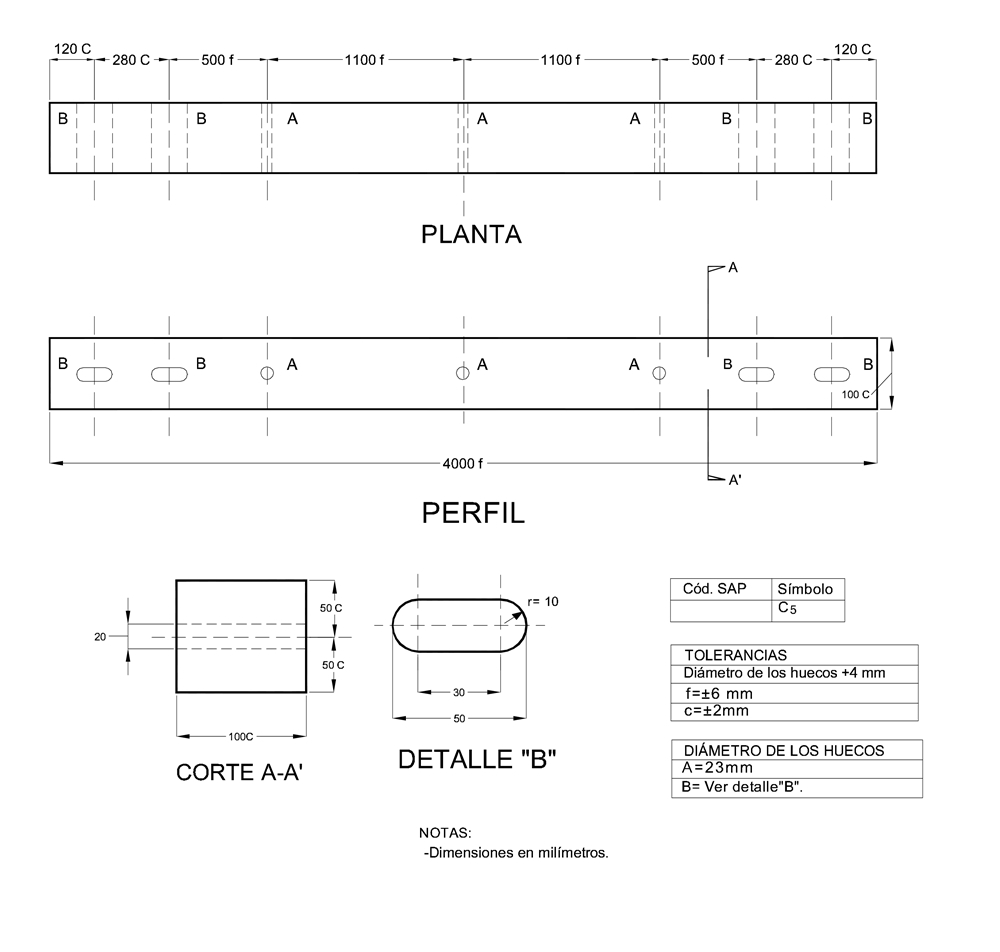 120 C 280 C 500 f 1100 f 1100 f 500 f 280 C 120 C
B B A A A B B
PLANTA
A
B B A A A B B
100 C
4000 f
A'
PERFIL
50 C
20
50 C
100C
CORTE A-A'
r= 10
30
50
DETALLE "B"
Cód. SAP Símbolo
C5
TOLERANCIAS
Diámetro de los huecos +4 mm
f=±6 mm
c=±2mm
DIÁMETRO DE LOS HUECOS
A=23mm
B= Ver detalle"B".
NOTAS:
-Dimensiones en milímetros.